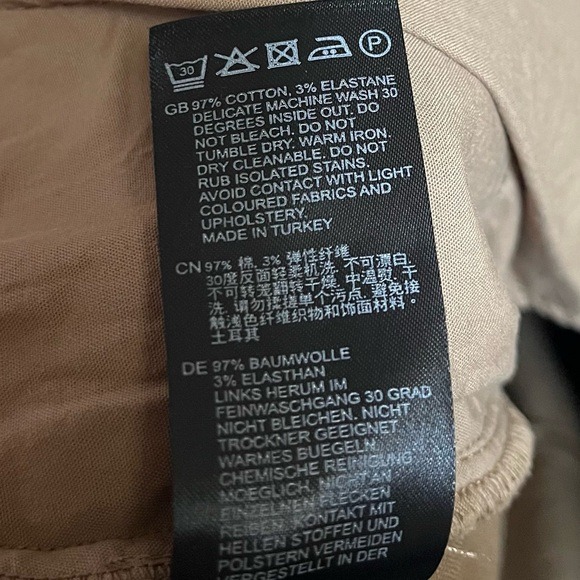 30 P
GB 97% COTTON, 3% ELASTANE
DELICATE MACHINE WASH 30
DEGREES INSIDE OUT. DO
NOT BLEACH. DO NOT
TUMBLE DRY. WARM IRON.
DRY CLEANABLE. DO NOT
RUB ISOLATED STAINS.
AVOID CONTACT WITH LIGHT
COLOURED FABRICS AND
UPHOLSTERY.
MADE IN TURKEY
CN 97% 棉, 3% 弹性纤维
30度反面轻柔机洗. 不可漂白.
不可转笼翻转干燥. 中温熨. 干
洗. 请勿揉搓单个污点. 避免接
触浅色纤维织物和饰面材料.
土耳其
DE 97% BAUMWOLLE
3% ELASTHAN
LINKS HERUM IM
FEINWASCHGANG 30 GRAD
NICHT BLEICHEN. NICHT
TROCKNER GEEIGNET
WARMES BUEGELN.
CHEMISCHE REINIGUNG
MOEGLICH. NICHT AN
EINZELNEN FLECKEN
REIBEN. KONTAKT MIT
HELLEN STOFFEN UND
POLSTERN VERMEIDEN
VERGESTELLT IN DER